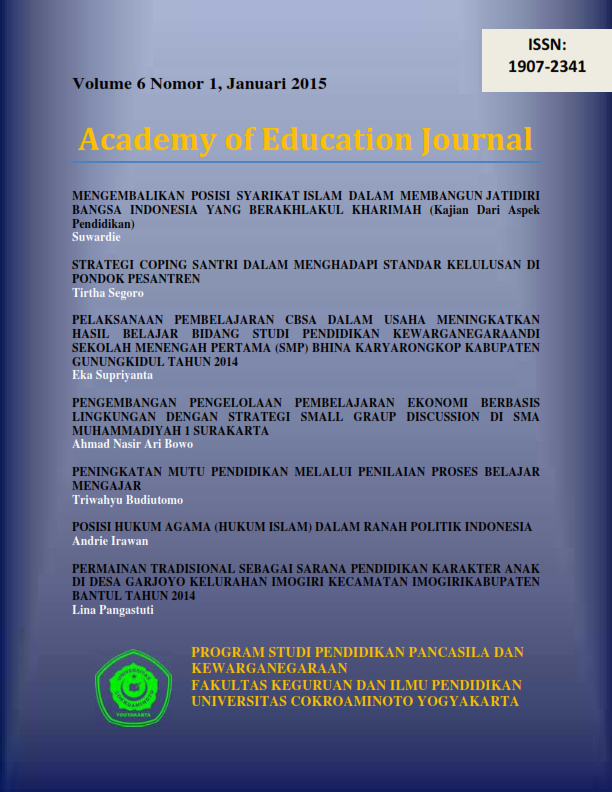 ISSN:
1907-2341
Volume 6 Nomor 1, Januari 2015
Academy of Education Journal
MENGEMBALIKAN POSISI SYARIKAT ISLAM DALAM MEMBANGUN JATIDIRI
BANGSA INDONESIA YANG BERAKHLAKUL KHARIMAH (Kajian Dari Aspek
Pendidikan)
Suwardie
STRATEGI COPING SANTRI DALAM MENGHADAPI STANDAR KELULUSAN DI
PONDOK PESANTREN
Tirtha Segoro
PELAKSANAAN PEMBELAJARAN CBSA DALAM USAHA MENINGKATKAN
HASIL BELAJAR BIDANG STUDI PENDIDIKAN KEWARGANEGARAANDI
SEKOLAH MENENGAH PERTAMA (SMP) BHINA KARYARONGKOP KABUPATEN
GUNUNGKIDUL TAHUN 2014
Eka Supriyanta
PENGEMBANGAN PENGELOLAAN PEMBELAJARAN EKONOMI BERBASIS
LINGKUNGAN DENGAN STRATEGI SMALL GRAUP DISCUSSION DI SMA
MUHAMMADIYAH 1 SURAKARTA
Ahmad Nasir Ari Bowo
PENINGKATAN MUTU PENDIDIKAN MELALUI PENILAIAN PROSES BELAJAR
MENGAJAR
Triwahyu Budiutomo
POSISI HUKUM AGAMA (HUKUM ISLAM) DALAM RANAH POLITIK INDONESIA
Andrie Irawan
PERMAINAN TRADISIONAL SEBAGAI SARANA PENDIDIKAN KARAKTER ANAK
DI DESA GARJOYO KELURAHAN IMOGIRI KECAMATAN IMOGIRIKABUPATEN
BANTUL TAHUN 2014
Lina Pangastuti
PROGRAM STUDI PENDIDIKAN PANCASILA DAN
KEWARGANEGARAAN
FAKULTAS KEGURUAN DAN ILMU PENDIDIKAN
UNIVERSITAS COKROAMINOTO YOGYAKARTA
UNIVERSITAS
COKROAMINOTO
YOGYAKARTA